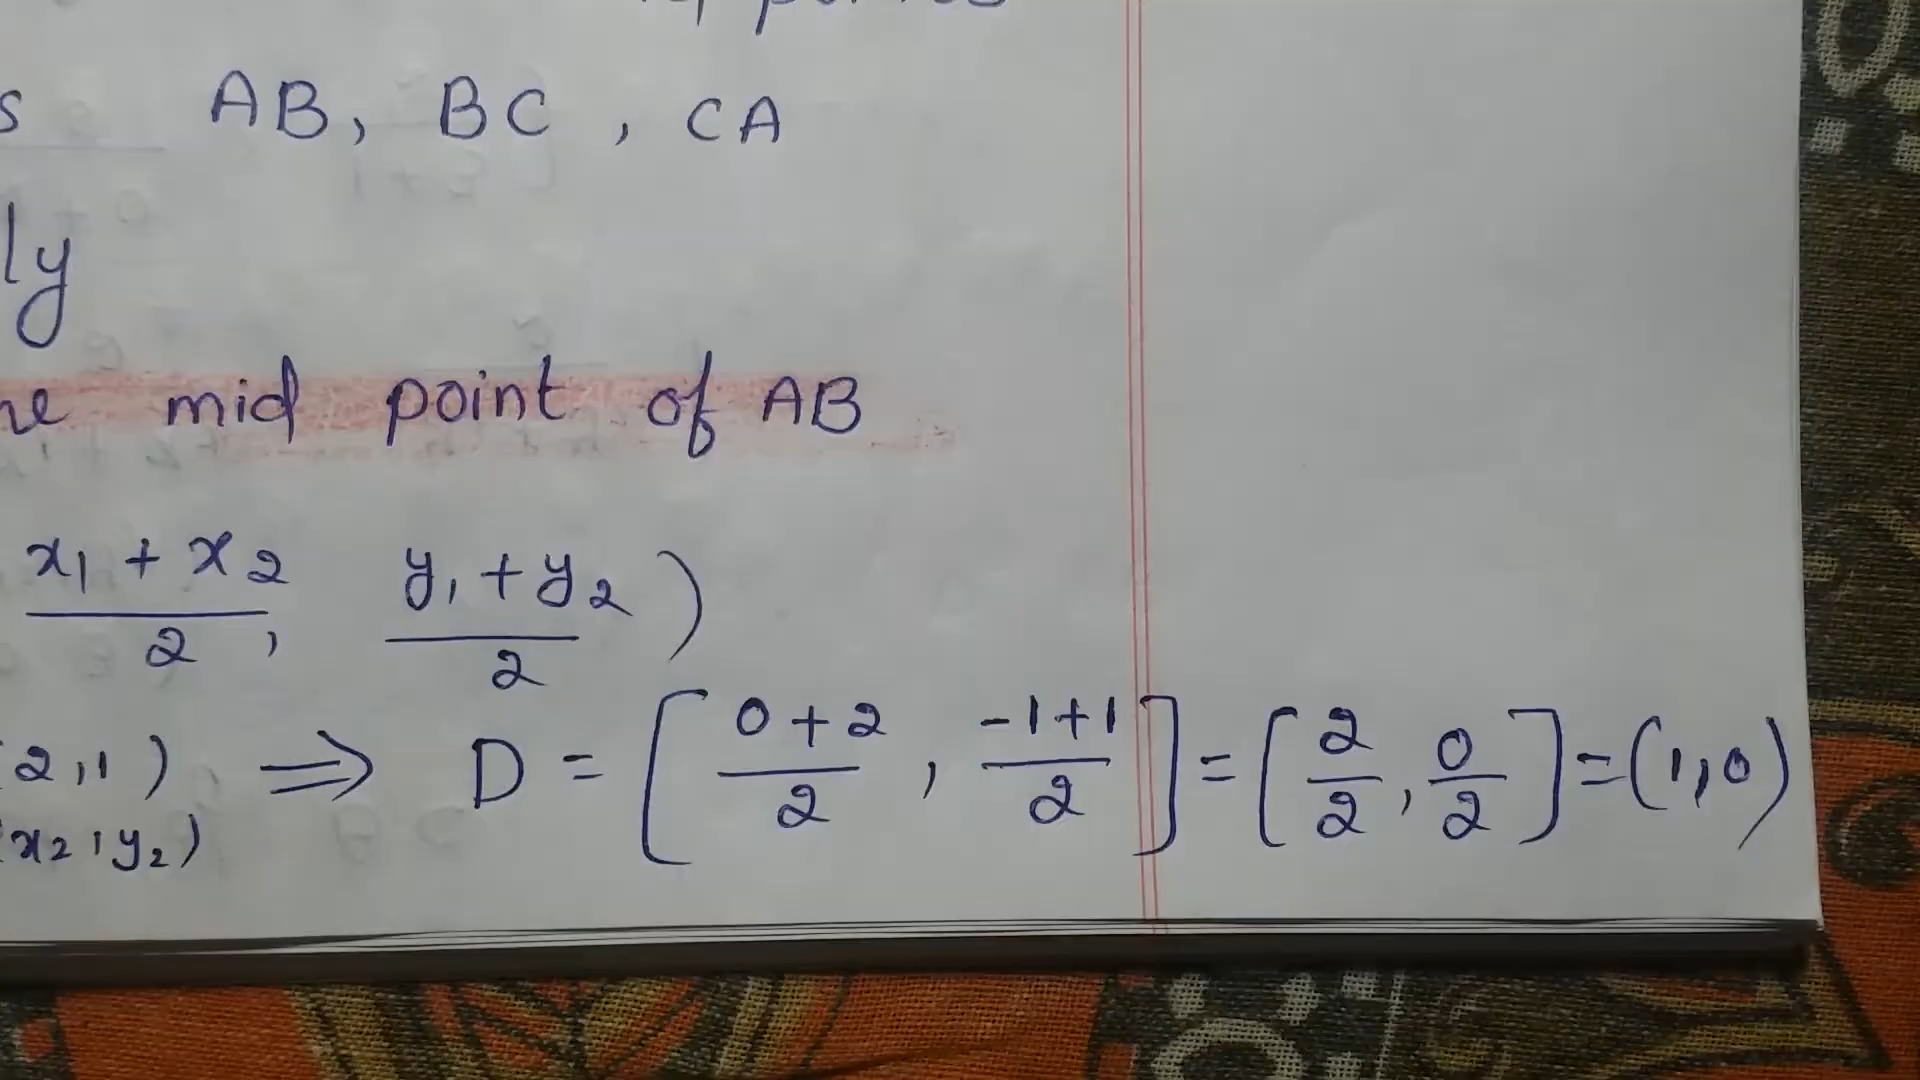 s AB, BC, CA
ly
mid point of AB
x₁ + x₂ / 2, y₁ + y₂ / 2 )
2,1) ⇒ D = [ 0+2 / 2 , -1+1 / 2 ] = [ 2/2 , 0/2 ] = (1,0)
(x₂,y₂)